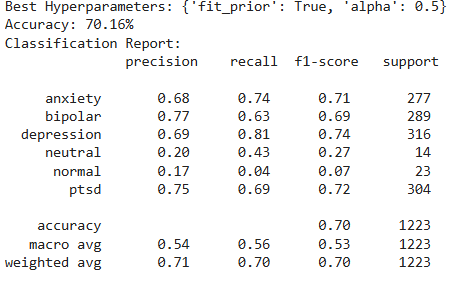 Best Hyperparameters: {'fit_prior': True, 'alpha': 0.5}
Accuracy: 70.16%
Classification Report:
precision recall f1-score support
anxiety 0.68 0.74 0.71 277
bipolar 0.77 0.63 0.69 289
depression 0.69 0.81 0.74 316
neutral 0.20 0.43 0.27 14
normal 0.17 0.04 0.07 23
ptsd 0.75 0.69 0.72 304
accuracy 0.70 1223
macro avg 0.54 0.56 0.53 1223
weighted avg 0.71 0.70 0.70 1223